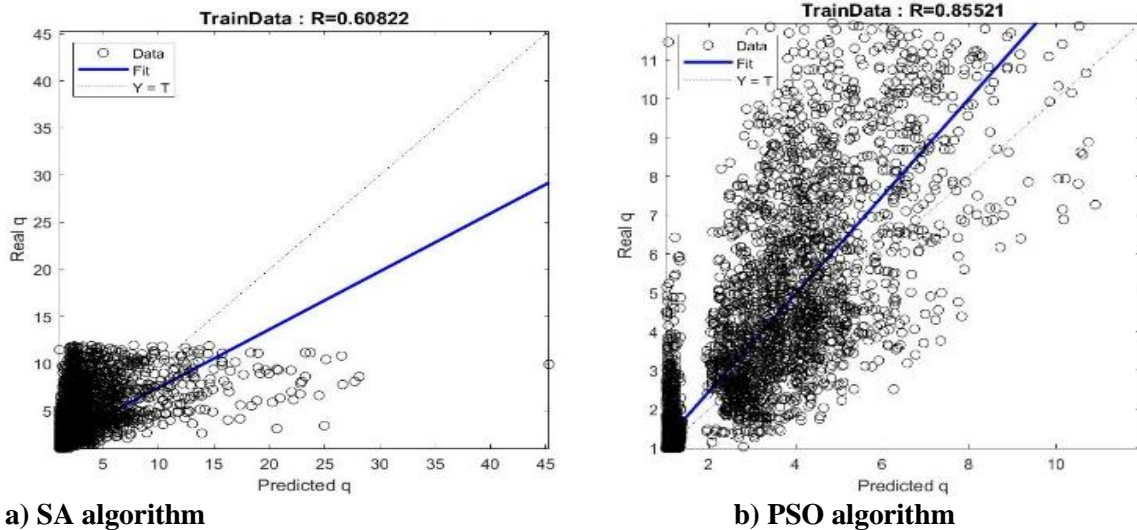 TrainData : R=0.60822
45
40
35
30
25
20
15
10
5
Real q
Data
Fit
Y = T
5
10
15
20
25
30
35
40
45
Predicted q
TrainData : R=0.85521
11
10
9
8
7
6
5
4
3
2
1
Real q
Data
Fit
Y = T
2
4
6
8
10
Predicted q
a) SA algorithm
b) PSO algorithm